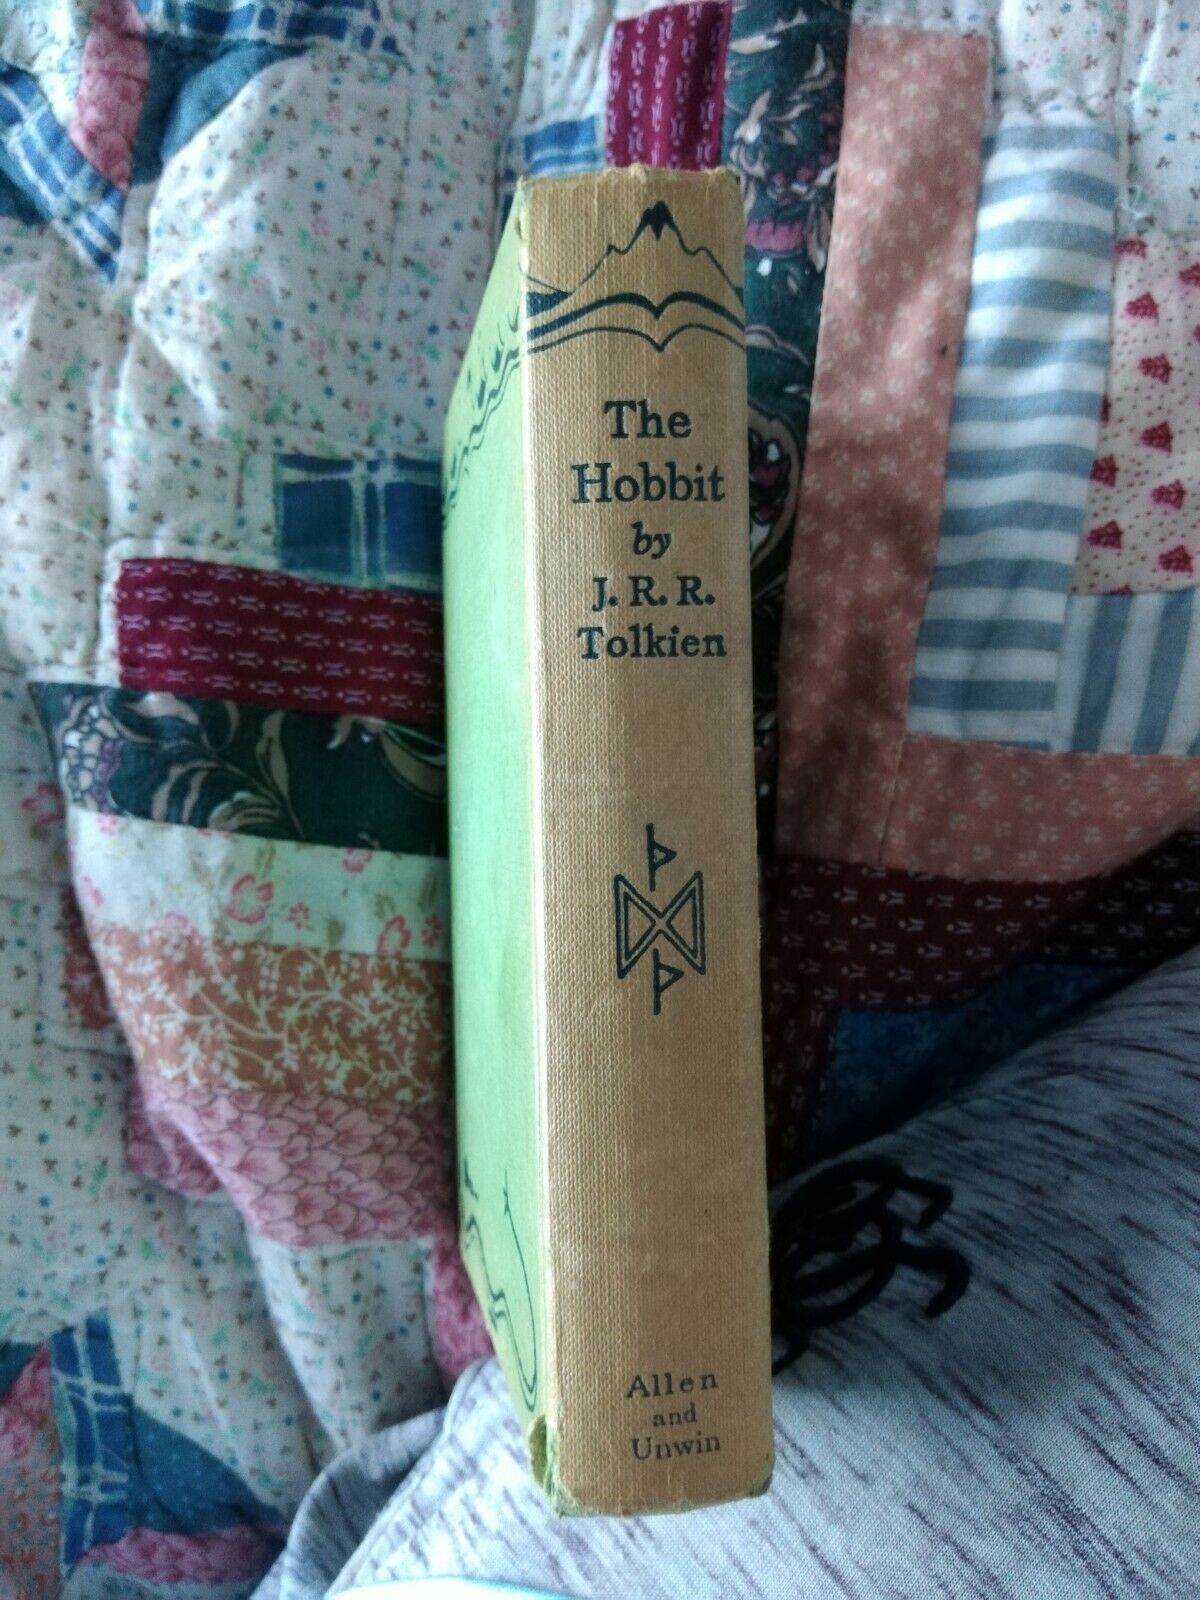 The
Hobbit
by
J. R. R.
Tolkien
ᚦ
ᛞ
ᚦ
Allen
and
Unwin